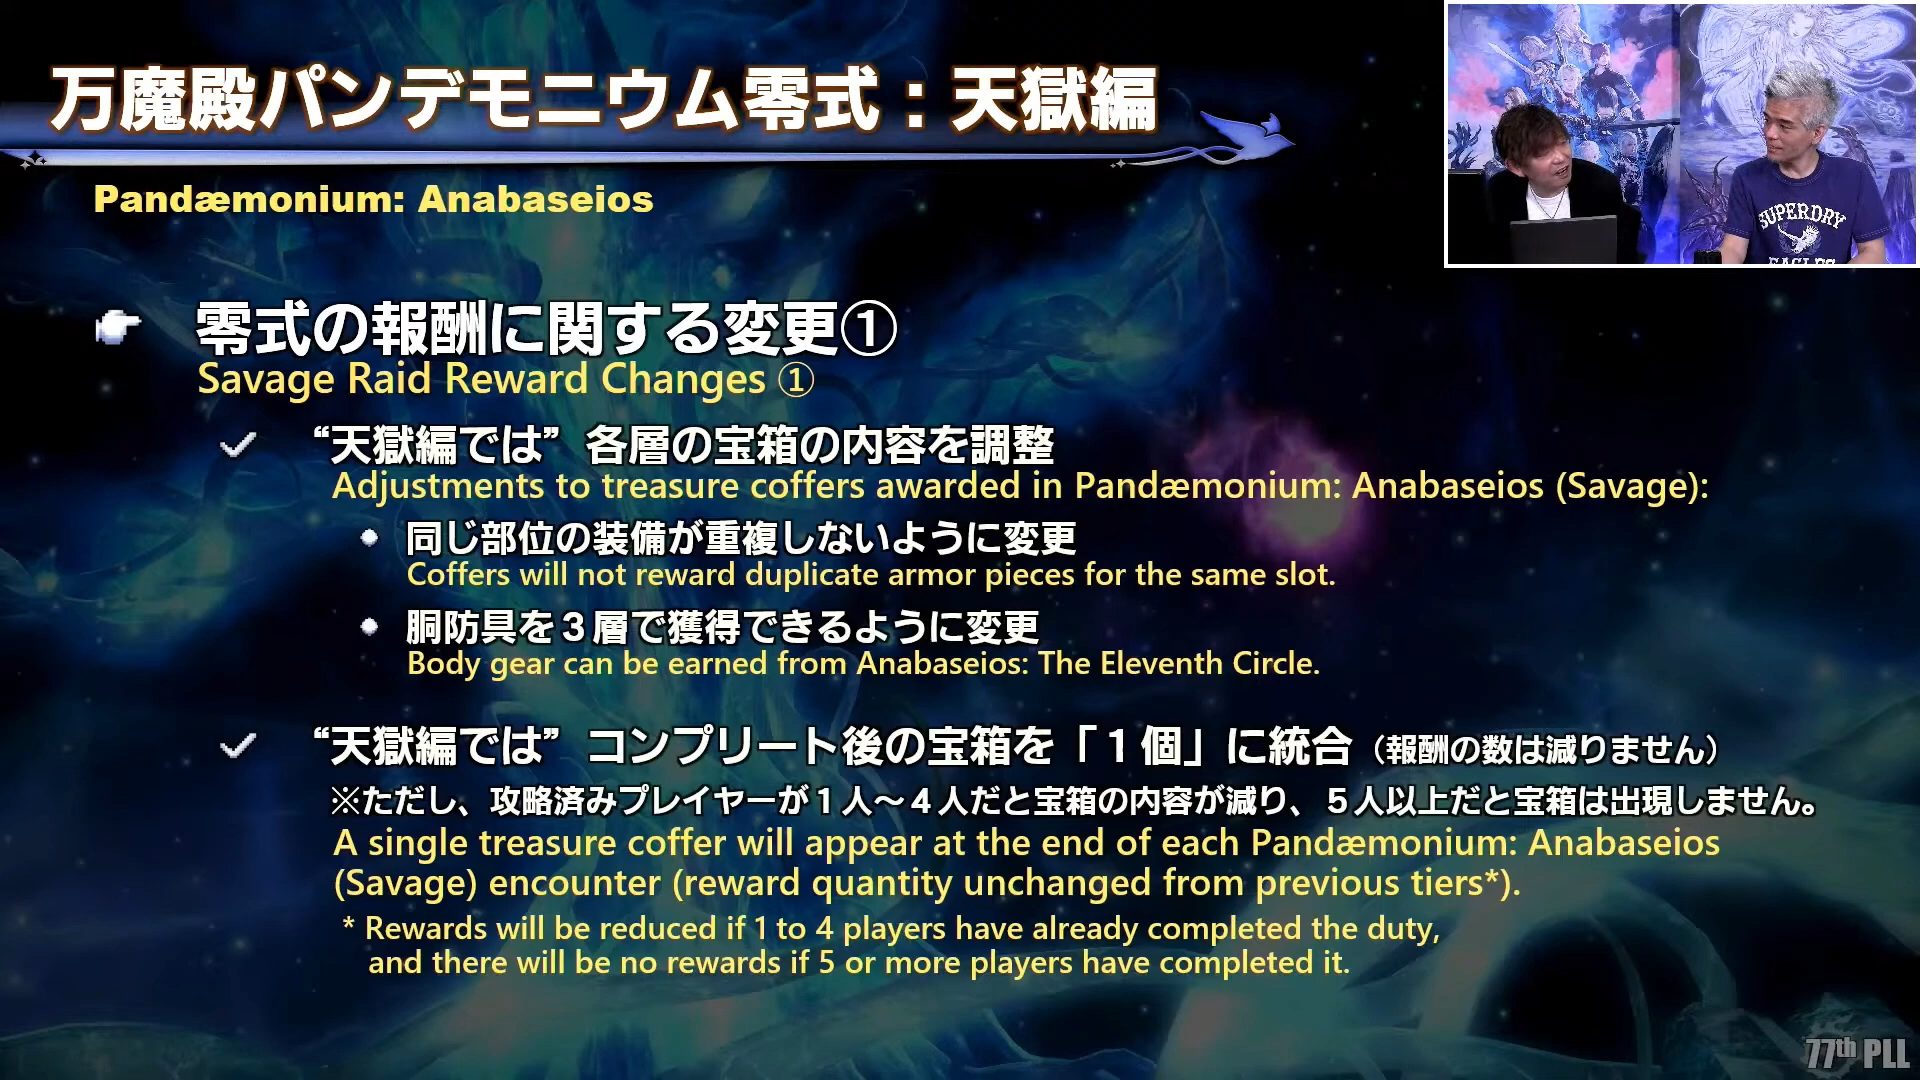 万魔殿パンデモニウム零式：天獄編
Pandæmonium: Anabaseios
SUPERDRY
EAGLES
零式の報酬に関する変更①
Savage Raid Reward Changes ①
“天獄編では”各層の宝箱の内容を調整
Adjustments to treasure coffers awarded in Pandæmonium: Anabaseios (Savage):
同じ部位の装備が重複しないように変更
Coffers will not reward duplicate armor pieces for the same slot.
胴防具を３層で獲得できるように変更
Body gear can be earned from Anabaseios: The Eleventh Circle.
“天獄編では”コンプリート後の宝箱を「１個」に統合（報酬の数は減りません）
※ただし、攻略済みプレイヤーが１人～４人だと宝箱の内容が減り、５人以上だと宝箱は出現しません。
A single treasure coffer will appear at the end of each Pandæmonium: Anabaseios
(Savage) encounter (reward quantity unchanged from previous tiers*).
* Rewards will be reduced if 1 to 4 players have already completed the duty,
and there will be no rewards if 5 or more players have completed it.
77th PLL